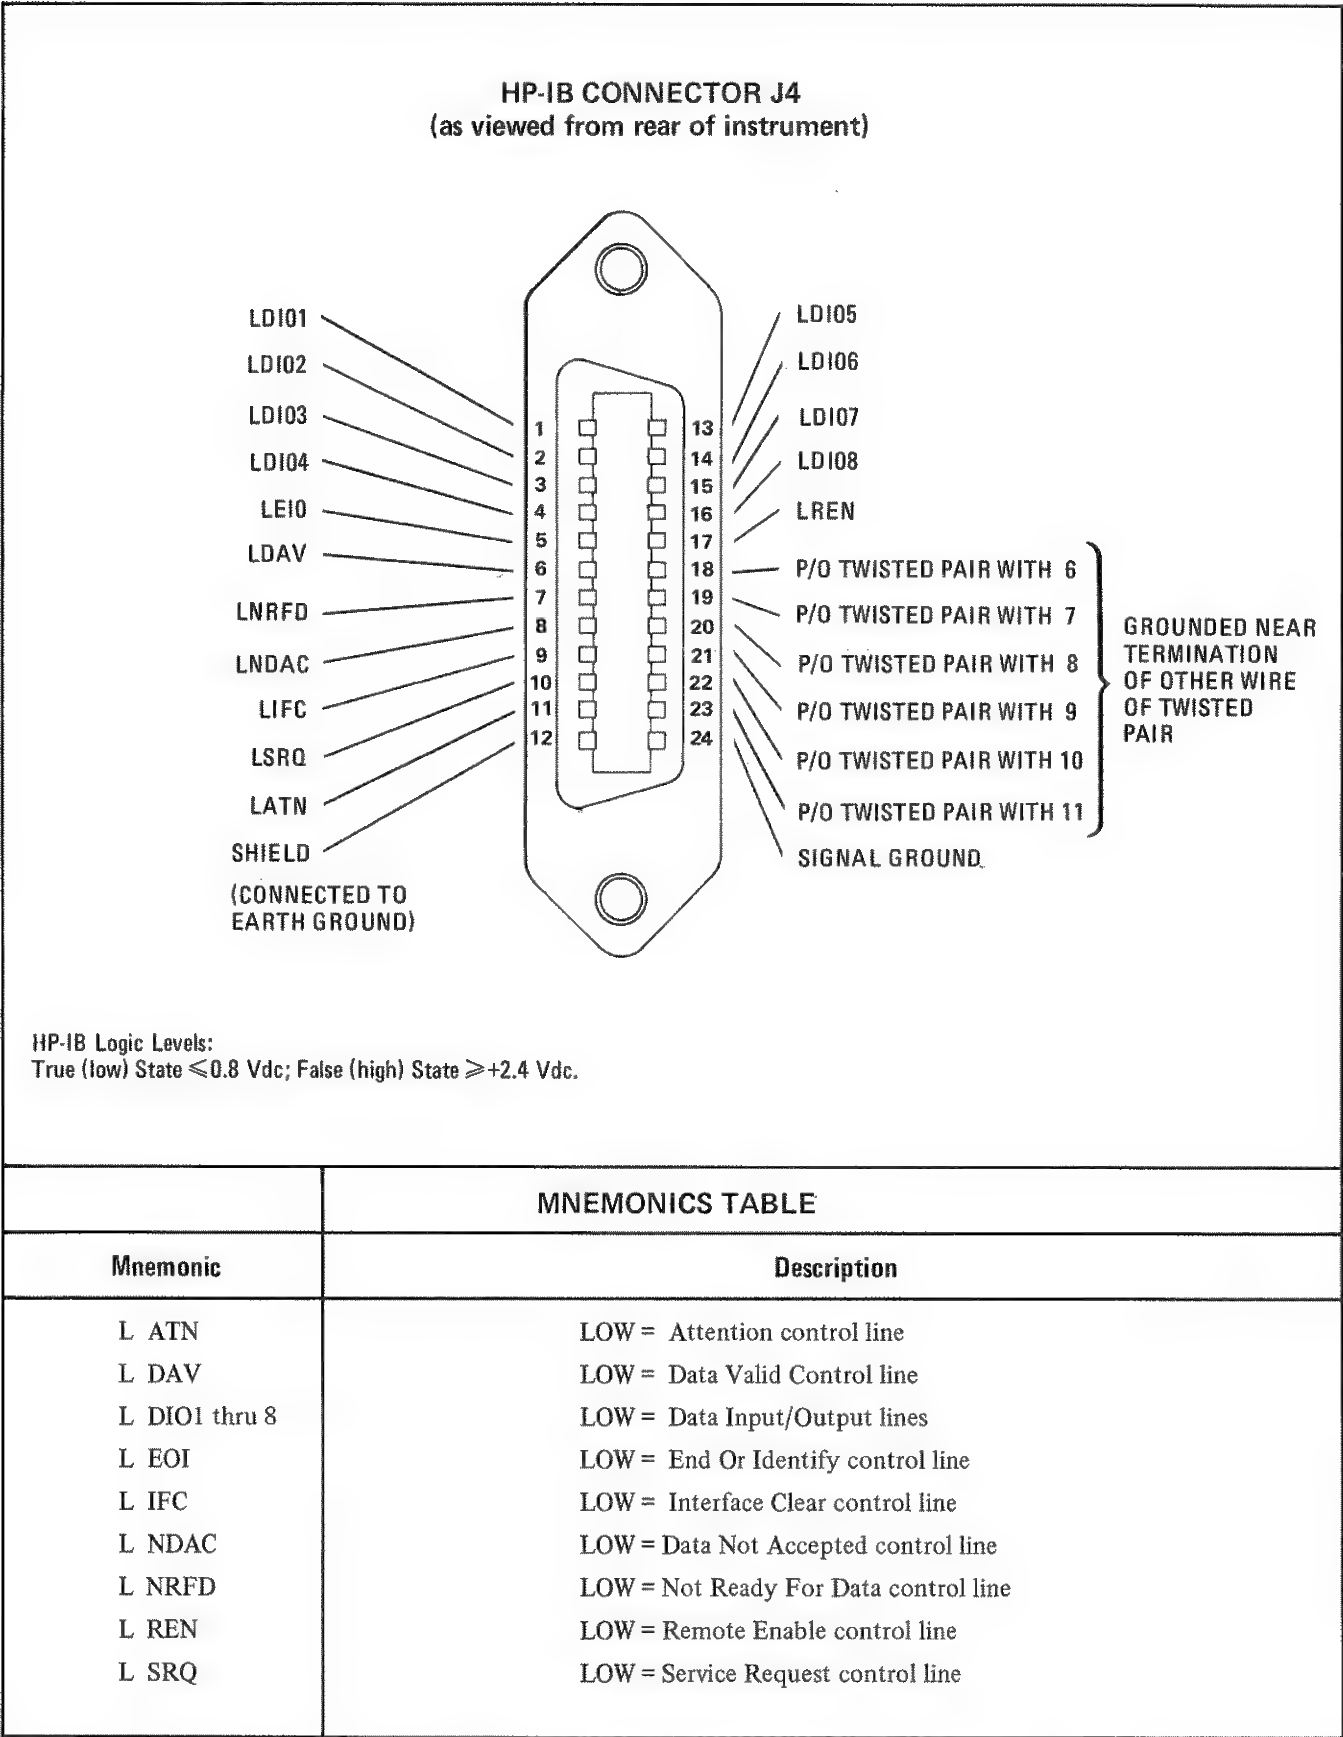 HP-IB CONNECTOR J4
(as viewed from rear of instrument)
LDIO1
LDIO2
LDIO3
LDIO4
LEIO
LDAV
LNRFD
LNDAC
LIFC
LSRQ
LATN
SHIELD
(CONNECTED TO
EARTH GROUND)
1
2
3
4
5
6
7
8
9
10
11
12
13
14
15
16
17
18
19
20
21
22
23
24
LDIO5
LDIO6
LDIO7
LDIO8
LREN
P/O TWISTED PAIR WITH 6
P/O TWISTED PAIR WITH 7
P/O TWISTED PAIR WITH 8
P/O TWISTED PAIR WITH 9
P/O TWISTED PAIR WITH 10
P/O TWISTED PAIR WITH 11
SIGNAL GROUND
GROUNDED NEAR
TERMINATION
OF OTHER WIRE
OF TWISTED
PAIR
HP-IB Logic Levels:
True (low) State ≤0.8 Vdc; False (high) State ≥+2.4 Vdc.
MNEMONICS TABLE
Mnemonic Description
L ATN LOW = Attention control line
L DAV LOW = Data Valid Control line
L DIO1 thru 8 LOW = Data Input/Output lines
L EOI LOW = End Or Identify control line
L IFC LOW = Interface Clear control line
L NDAC LOW = Data Not Accepted control line
L NRFD LOW = Not Ready For Data control line
L REN LOW = Remote Enable control line
L SRQ LOW = Service Request control line